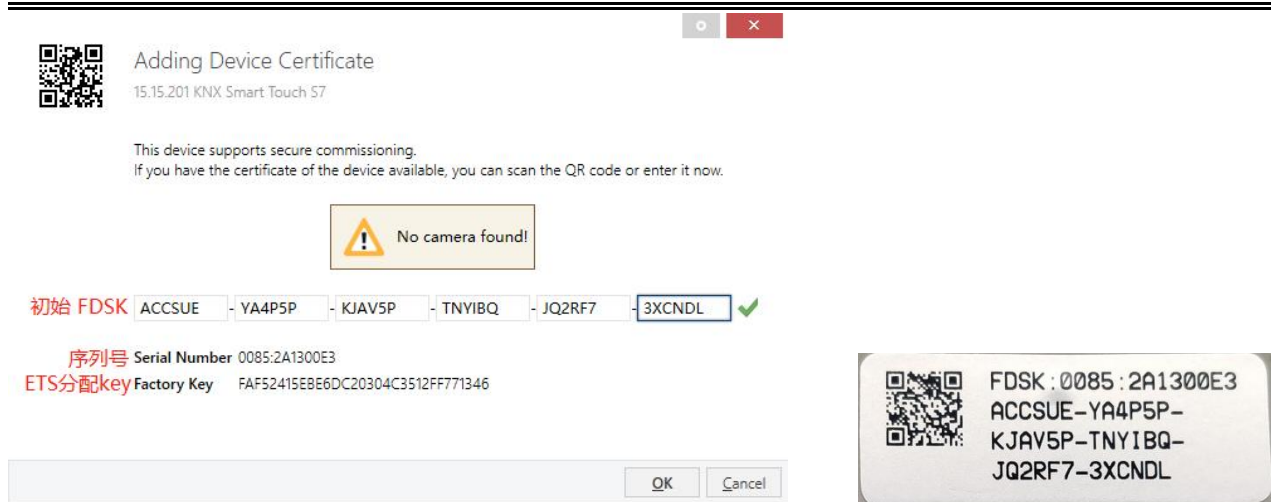 Adding Device Certificate
15.15.201 KNX Smart Touch S7
This device supports secure commissioning.
If you have the certificate of the device available, you can scan the QR code or enter it now.
No camera found!
初始 FDSK ACCSUE - YA4P5P - KJAV5P - TNYIBQ - JQ2RF7 - 3XCNDL
序列号 Serial Number 0085:2A1300E3
ETS分配key Factory Key FAF52415EBE6DC20304C3512FF771346
OK Cancel
FDSK:0085:2A1300E3
ACCSUE-YA4P5P-
KJAV5P-TNYIBQ-
JQ2RF7-3XCNDL